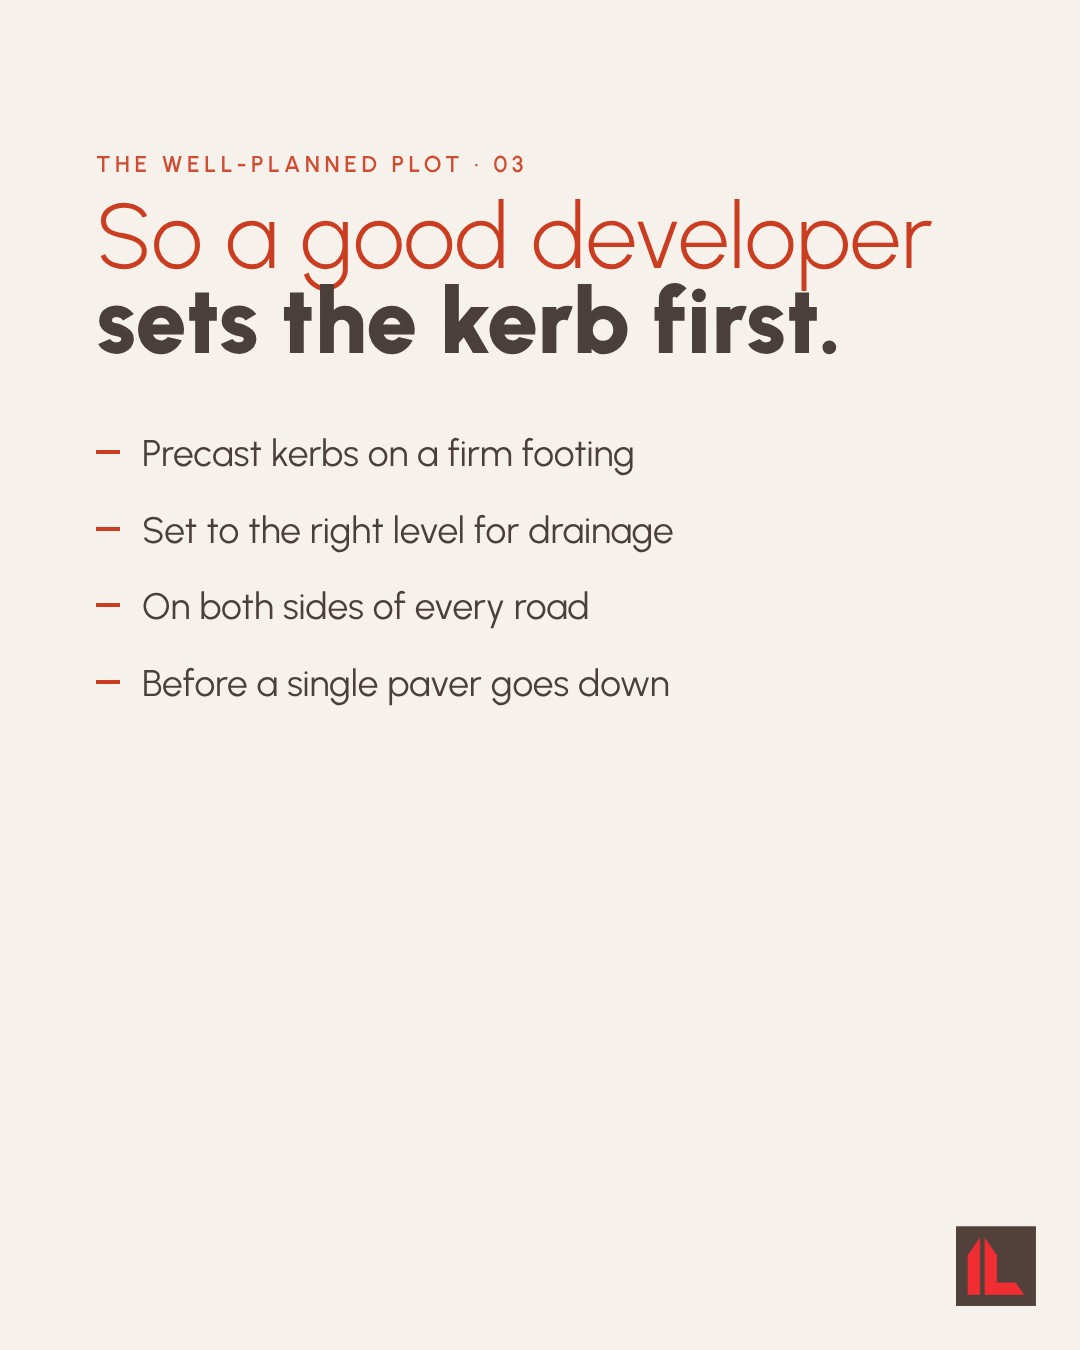 THE WELL-PLANNED PLOT · 03
So a good developer
sets the kerb first.
– Precast kerbs on a firm footing
– Set to the right level for drainage
– On both sides of every road
– Before a single paver goes down
IL